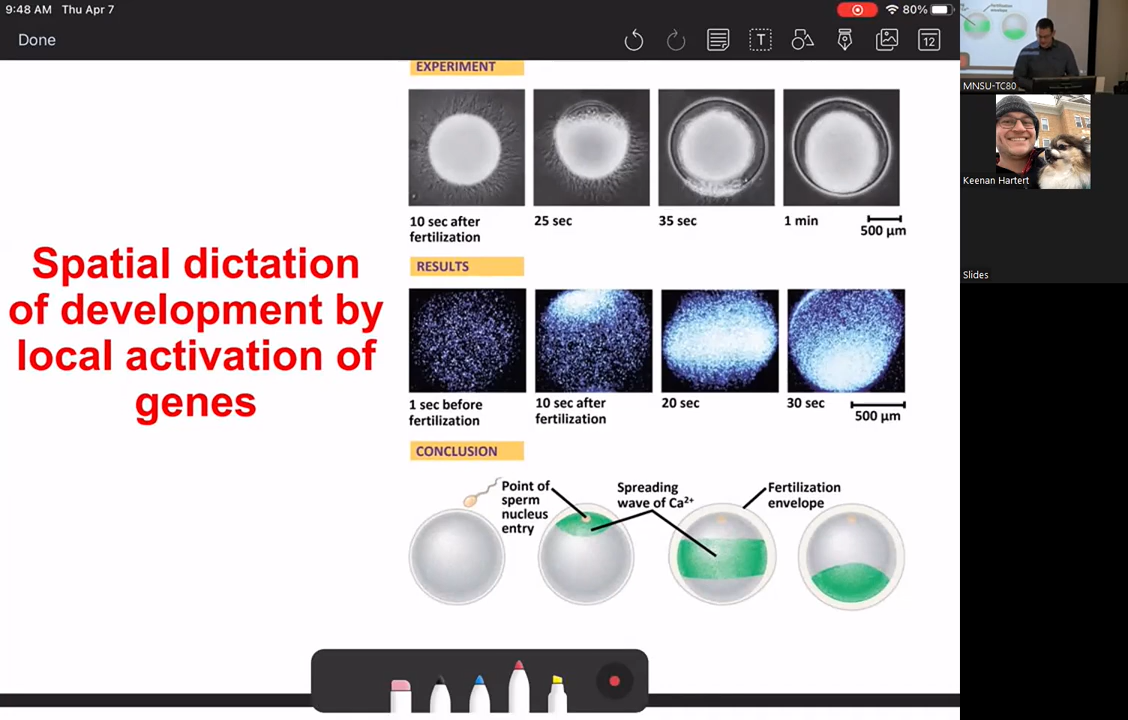 9:48 AM Thu Apr 7
80%
Done
T
12
MNSU-TC80
Keenan Hartert
Slides
Spatial dictation
of development by
local activation of
genes
EXPERIMENT
10 sec after
fertilization
25 sec
35 sec
1 min
500 µm
RESULTS
1 sec before
fertilization
10 sec after
fertilization
20 sec
30 sec
500 µm
CONCLUSION
Point of
sperm
nucleus
entry
Spreading
wave of Ca²⁺
Fertilization
envelope